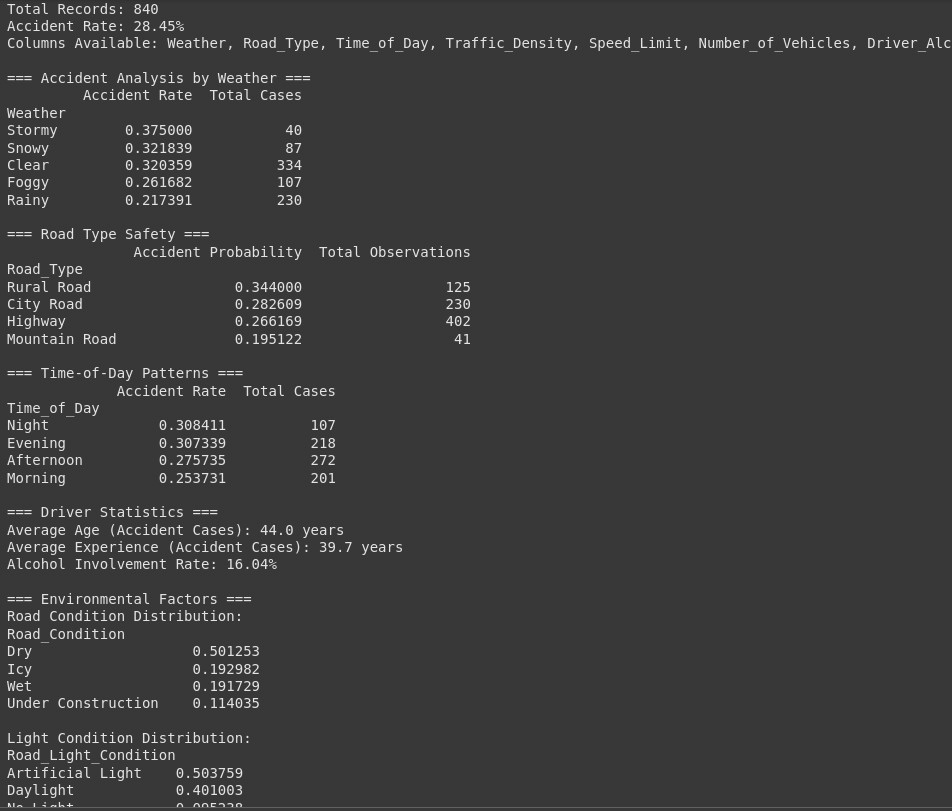 Total Records: 840
Accident Rate: 28.45%
Columns Available: Weather, Road_Type, Time_of_Day, Traffic_Density, Speed_Limit, Number_of_Vehicles, Driver_Alc
=== Accident Analysis by Weather ===
Accident Rate  Total Cases
Weather
Stormy        0.375000           40
Snowy         0.321839           87
Clear         0.320359          334
Foggy         0.261682          107
Rainy         0.217391          230
=== Road Type Safety ===
Accident Probability  Total Observations
Road_Type
Rural Road                 0.344000                 125
City Road                  0.282609                 230
Highway                    0.266169                 402
Mountain Road              0.195122                  41
=== Time-of-Day Patterns ===
Accident Rate  Total Cases
Time_of_Day
Night             0.308411          107
Evening           0.307339          218
Afternoon         0.275735          272
Morning           0.253731          201
=== Driver Statistics ===
Average Age (Accident Cases): 44.0 years
Average Experience (Accident Cases): 39.7 years
Alcohol Involvement Rate: 16.04%
=== Environmental Factors ===
Road Condition Distribution:
Road_Condition
Dry                   0.501253
Icy                   0.192982
Wet                   0.191729
Under Construction    0.114035
Light Condition Distribution:
Road_Light_Condition
Artificial Light    0.503759
Daylight            0.401003
No Light            0.095238